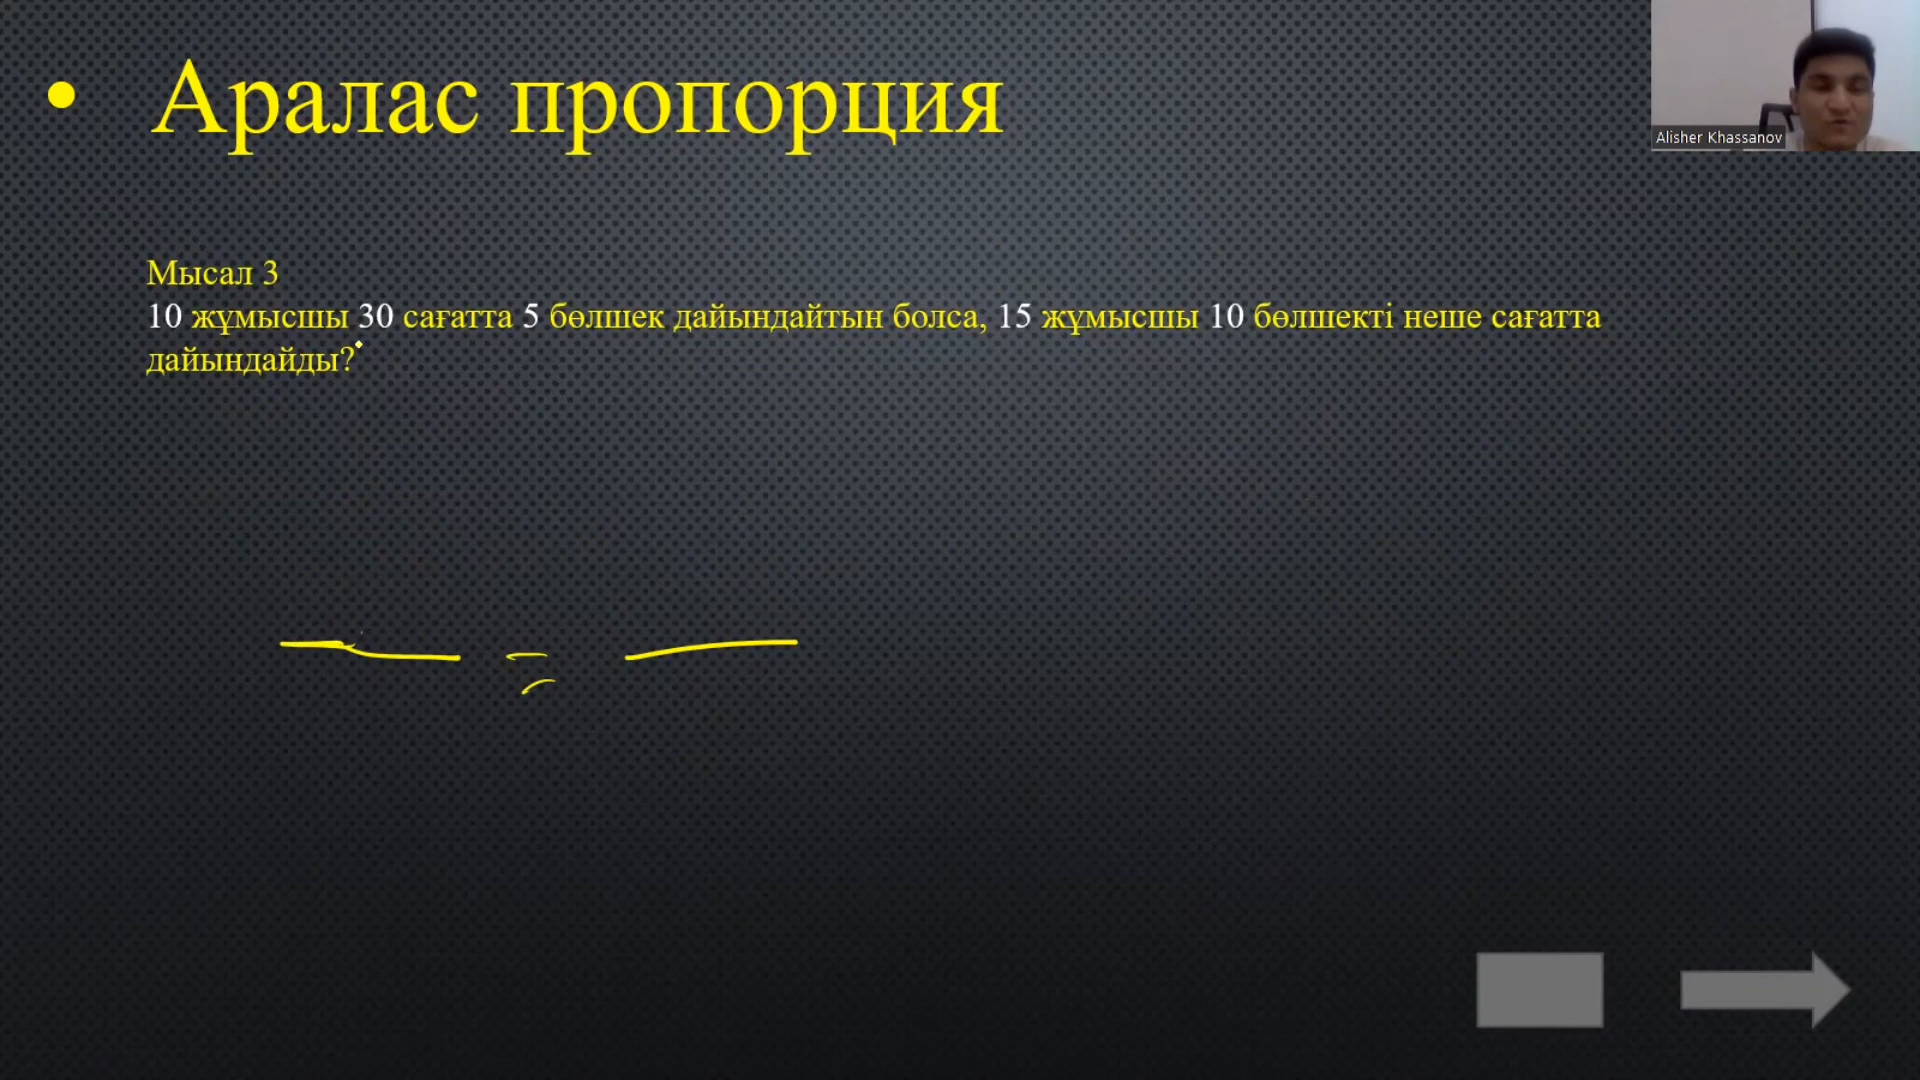 • Аралас пропорция
Alisher Khassanov
Мысал 3
10 жұмысшы 30 сағатта 5 бөлшек дайындайтын болса, 15 жұмысшы 10 бөлшекті неше сағатта
дайындайды?
=